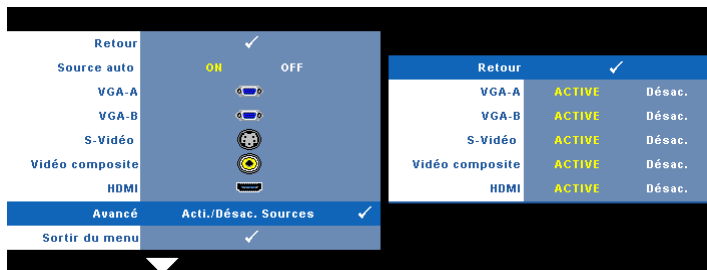 Retour
Source auto ON OFF
VGA-A
VGA-B
S-Vidéo
Vidéo composite
HDMI
Avancé Acti./Désac. Sources
Sortir du menu
Retour
VGA-A ACTIVE Désac.
VGA-B ACTIVE Désac.
S-Vidéo ACTIVE Désac.
Vidéo composite ACTIVE Désac.
HDMI ACTIVE Désac.